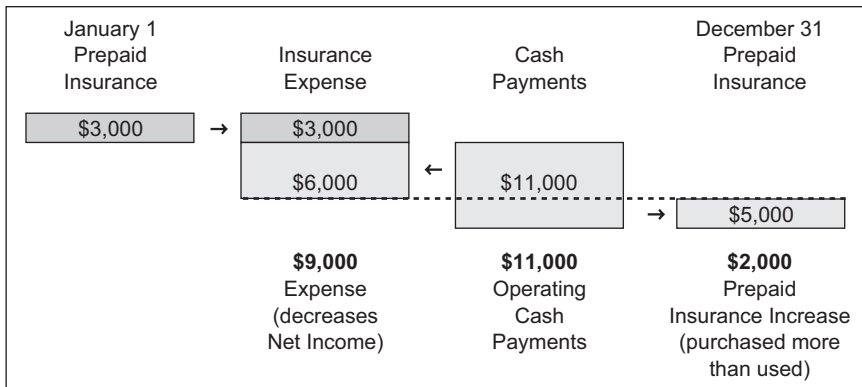 January 1
Prepaid
Insurance
Insurance
Expense
Cash
Payments
December 31
Prepaid
Insurance
$3,000 → $3,000
$6,000 ← $11,000
→ $5,000
$9,000
Expense
(decreases
Net Income)
$11,000
Operating
Cash
Payments
$2,000
Prepaid
Insurance Increase
(purchased more
than used)